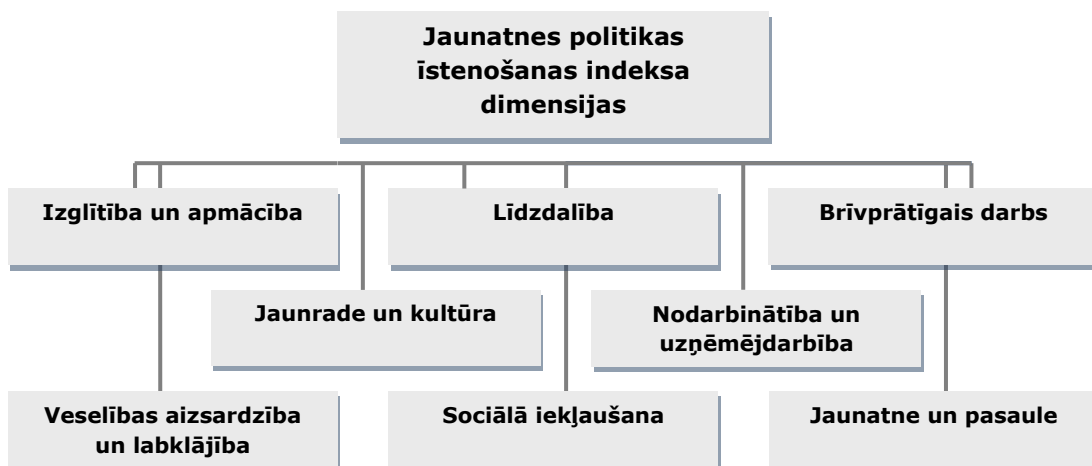 Jaunatnes politikas
īstenošanas indeksa
dimensijas
Izglītība un apmācība
Līdzdalība
Brīvprātīgais darbs
Jaunrade un kultūra
Nodarbinātība un
uzņēmējdarbība
Veselības aizsardzība
un labklājība
Sociālā iekļaušana
Jaunatne un pasaule